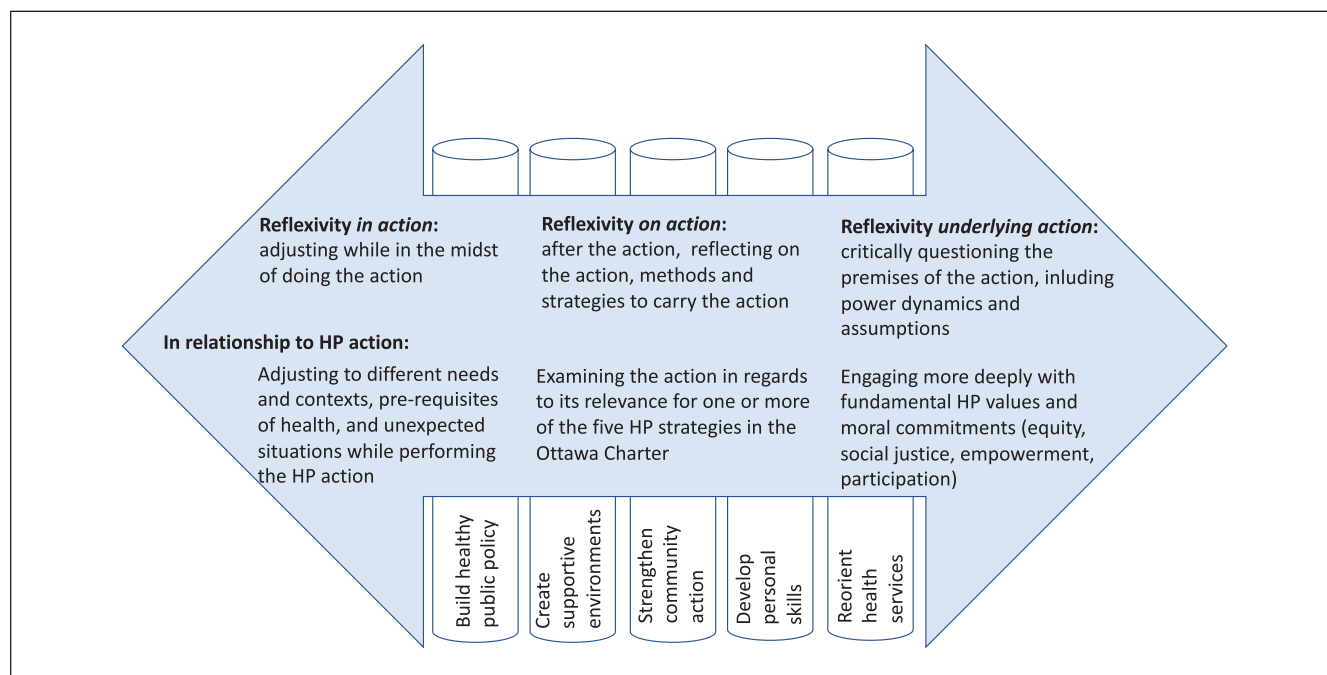 Reflexivity in action:
adjusting while in the midst
of doing the action
Reflexivity on action:
after the action, reflecting on
the action, methods and
strategies to carry the action
Reflexivity underlying action:
critically questioning the
premises of the action, inluding
power dynamics and
assumptions
In relationship to HP action:
Adjusting to different needs
and contexts, pre-requisites
of health, and unexpected
situations while performing
the HP action
Examining the action in regards
to its relevance for one or more
of the five HP strategies in the
Ottawa Charter
Engaging more deeply with
fundamental HP values and
moral commitments (equity,
social justice, empowerment,
participation)
Build healthy
public policy
Create
supportive
environments
Strengthen
community
action
Develop
personal
skills
Reorient
health
services